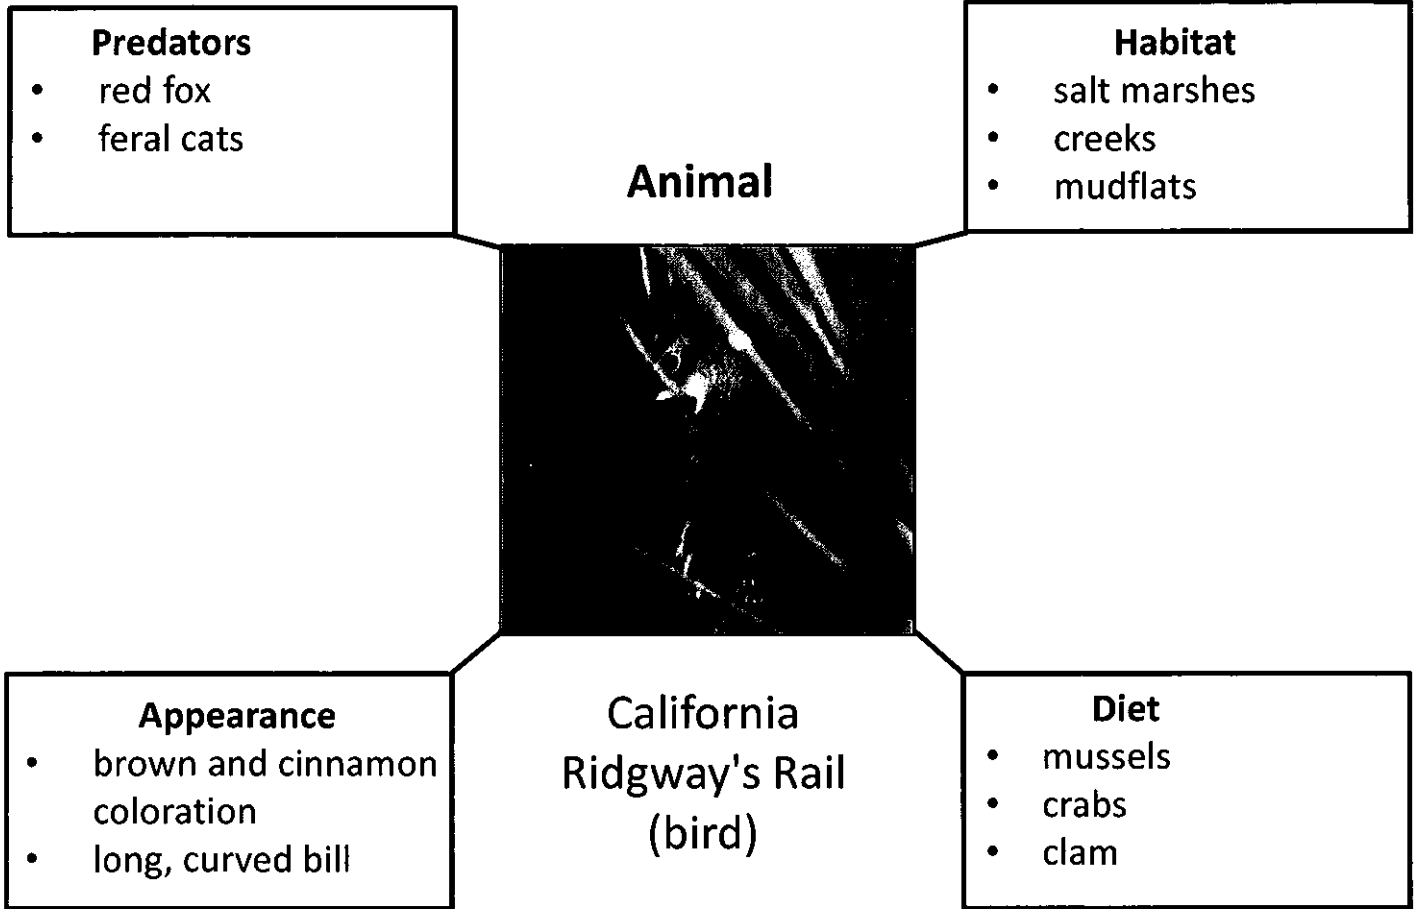 Predators
• red fox
• feral cats
Animal
Habitat
• salt marshes
• creeks
• mudflats
Appearance
• brown and cinnamon
coloration
• long, curved bill
California
Ridgway's Rail
(bird)
Diet
• mussels
• crabs
• clam